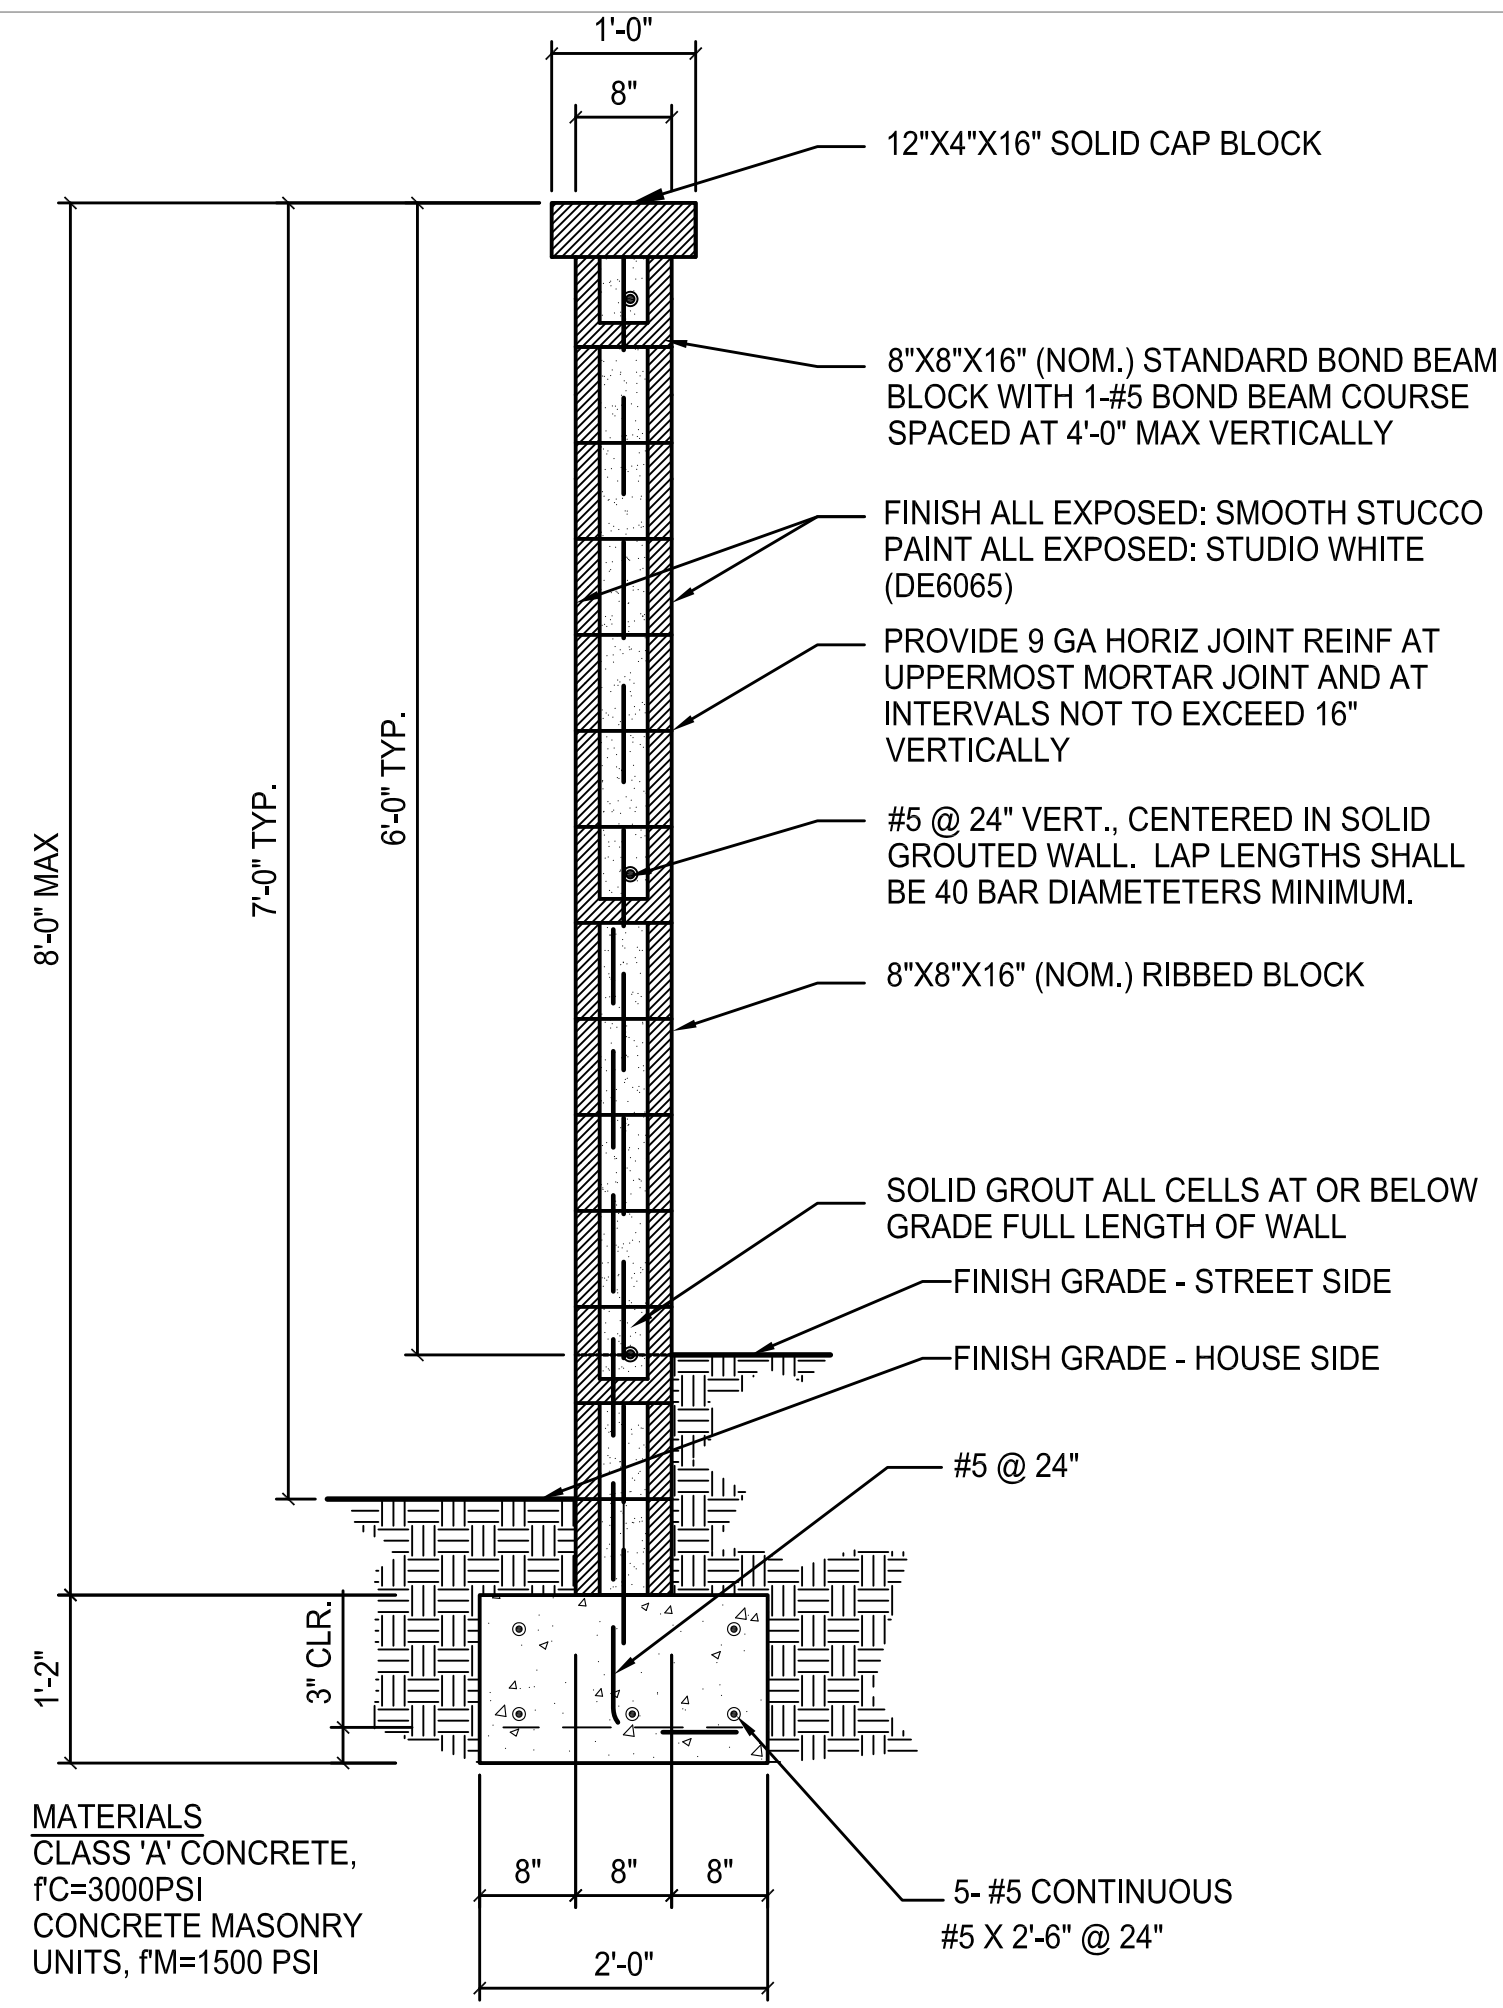 1'-0"
8"
12"X4"X16" SOLID CAP BLOCK
8"X8"X16" (NOM.) STANDARD BOND BEAM
BLOCK WITH 1-#5 BOND BEAM COURSE
SPACED AT 4'-0" MAX VERTICALLY
FINISH ALL EXPOSED: SMOOTH STUCCO
PAINT ALL EXPOSED: STUDIO WHITE
(DE6065)
PROVIDE 9 GA HORIZ JOINT REINF AT
UPPERMOST MORTAR JOINT AND AT
INTERVALS NOT TO EXCEED 16"
VERTICALLY
8'-0" MAX
7'-0" TYP.
6'-0" TYP.
#5 @ 24" VERT., CENTERED IN SOLID
GROUTED WALL. LAP LENGTHS SHALL
BE 40 BAR DIAMETETERS MINIMUM.
8"X8"X16" (NOM.) RIBBED BLOCK
SOLID GROUT ALL CELLS AT OR BELOW
GRADE FULL LENGTH OF WALL
FINISH GRADE - STREET SIDE
FINISH GRADE - HOUSE SIDE
#5 @ 24"
1'-2"
3" CLR.
MATERIALS
CLASS 'A' CONCRETE,
f'C=3000PSI
CONCRETE MASONRY
UNITS, f'M=1500 PSI
8"
8"
8"
2'-0"
5- #5 CONTINUOUS
#5 X 2'-6" @ 24"